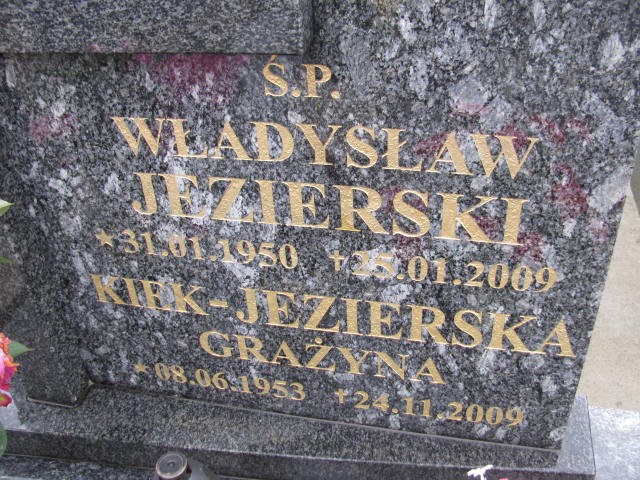 Ś.P.
WŁADYSŁAW
JEZIERSKI
★31.01.1950 †25.01.2009
KIEK-JEZIERSKA
GRAŻYNA
★08.06.1953 †24.11.2009